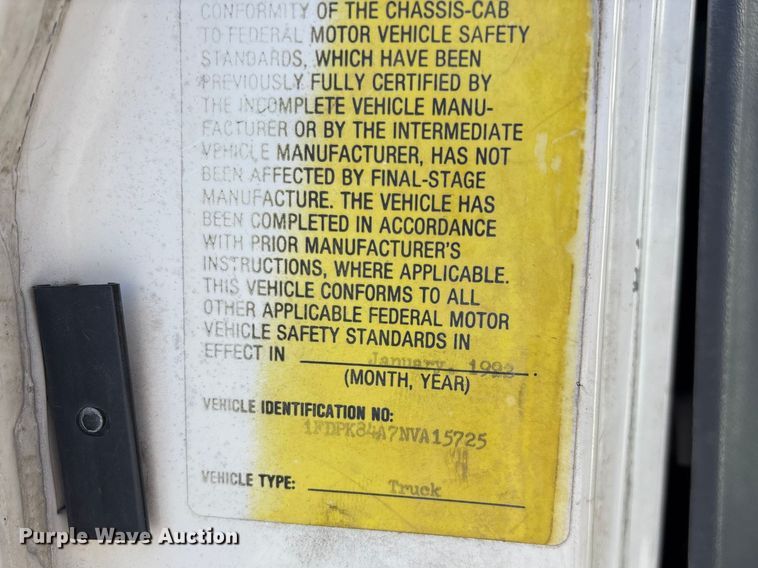 CONFORMITY OF THE CHASSIS-CAB
TO FEDERAL MOTOR VEHICLE SAFETY
STANDARDS, WHICH HAVE BEEN
PREVIOUSLY FULLY CERTIFIED BY
THE INCOMPLETE VEHICLE MANU-
FACTURER OR BY THE INTERMEDIATE
VEHICLE MANUFACTURER, HAS NOT
BEEN AFFECTED BY FINAL-STAGE
MANUFACTURE. THE VEHICLE HAS
BEEN COMPLETED IN ACCORDANCE
WITH PRIOR MANUFACTURER'S
INSTRUCTIONS, WHERE APPLICABLE.
THIS VEHICLE CONFORMS TO ALL
OTHER APPLICABLE FEDERAL MOTOR
VEHICLE SAFETY STANDARDS IN
EFFECT IN January, .
(MONTH, YEAR)
VEHICLE IDENTIFICATION NO:
1FDPK84A7NVA15725
VEHICLE TYPE: Truck
Purple Wave Auction